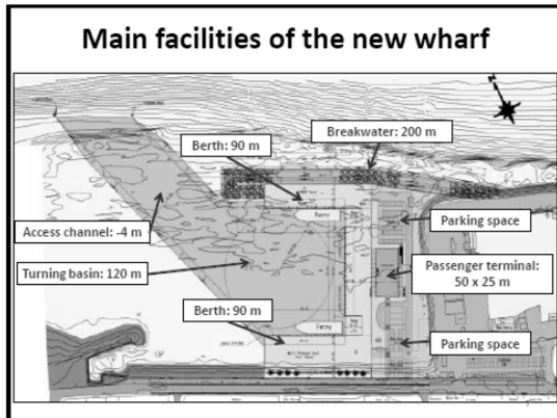 Main facilities of the new wharf
Breakwater: 200 m
Berth: 90 m
Ferry
Parking space
Access channel: -4 m
Passenger terminal:
50 x 25 m
Turning basin: 120 m
Berth: 90 m
Ferry
Parking space